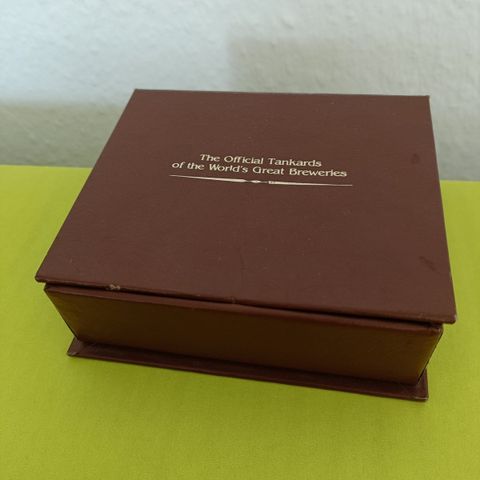 The Official Tankards
of the World's Great Breweries